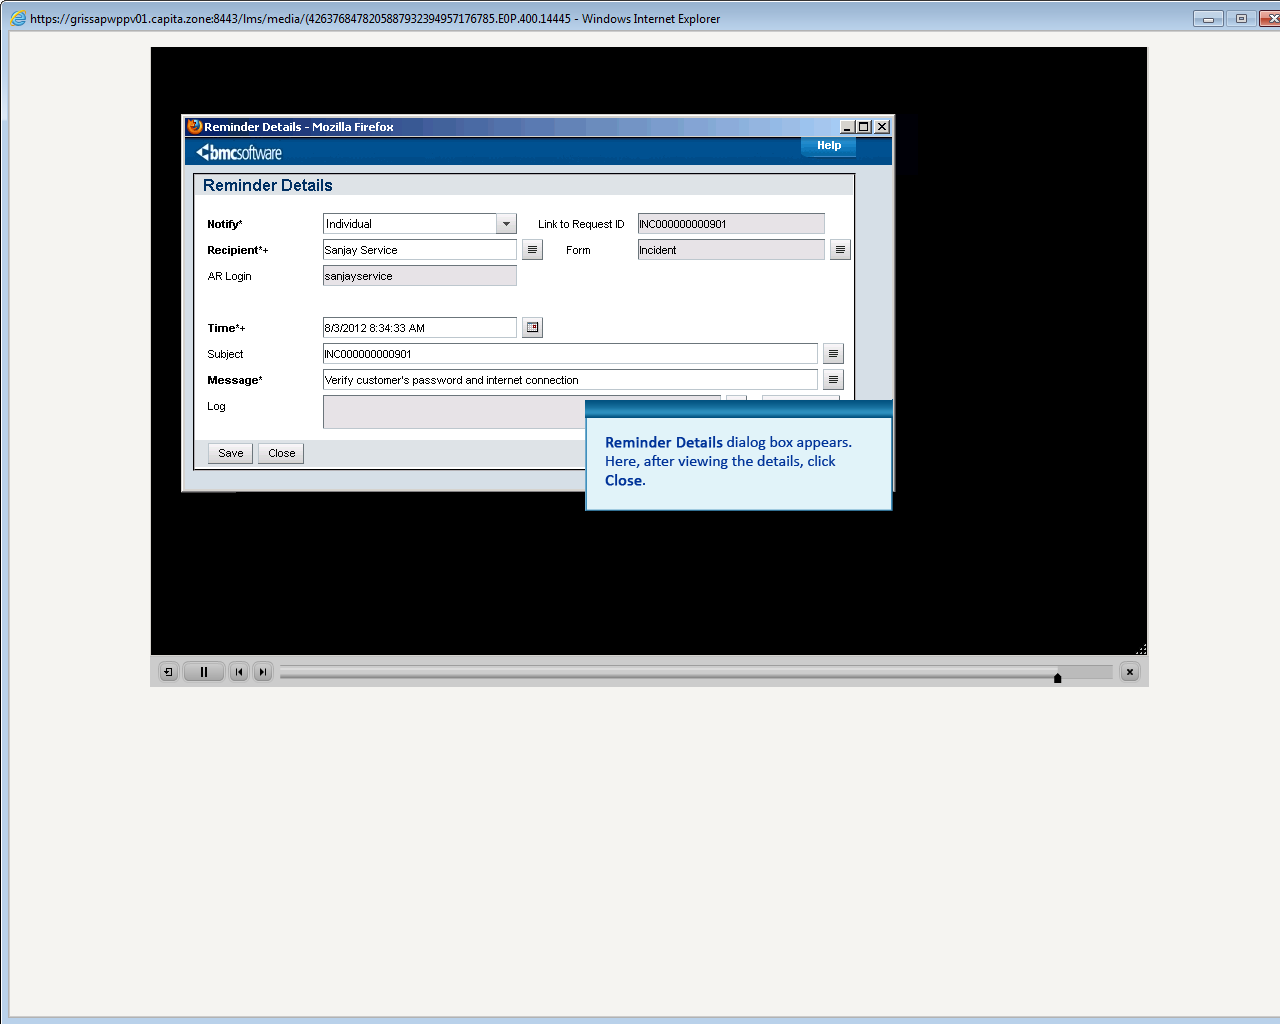 https://grissapwppv01.capita.zone:8443/lms/media/(4263768478205887932394957176785.E0P.400.14445 - Windows Internet Explorer
Reminder Details - Mozilla Firefox
bmcsoftware
Help
Reminder Details
Notify* Individual Link to Request ID INC000000000901
Recipient*+ Sanjay Service Form Incident
AR Login sanjayservice
Time*+ 8/3/2012 8:34:33 AM
Subject INC000000000901
Message* Verify customer's password and internet connection
Log
Save Close
Reminder Details dialog box appears.
Here, after viewing the details, click
Close.